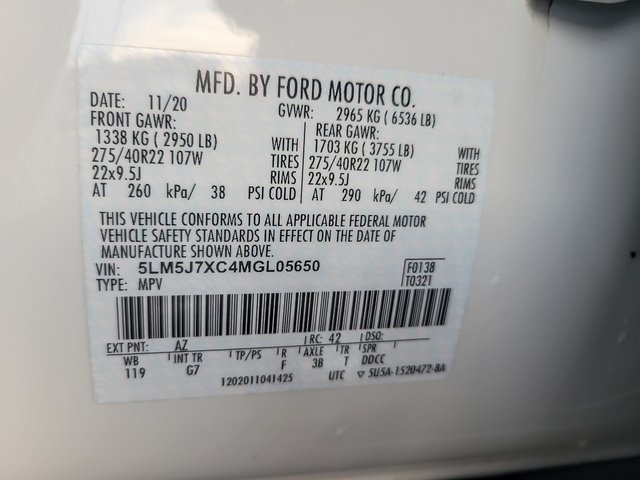 MFD. BY FORD MOTOR CO.
DATE: 11/20 GVWR: 2965 KG ( 6536 LB)
FRONT GAWR: REAR GAWR:
1338 KG ( 2950 LB) WITH 1703 KG ( 3755 LB) WITH
275/40R22 107W TIRES 275/40R22 107W TIRES
22x9.5J RIMS 22x9.5J RIMS
AT 260 kPa/ 38 PSI COLD AT 290 kPa/ 42 PSI COLD
THIS VEHICLE CONFORMS TO ALL APPLICABLE FEDERAL MOTOR
VEHICLE SAFETY STANDARDS IN EFFECT ON THE DATE OF
MANUFACTURE SHOWN ABOVE.
VIN: 5LM5J7XC4MGL05650 F0138
TYPE: MPV T0321
EXT PNT: AZ RC: 42 DSO:
WB INT TR TP/PS R AXLE TR SPR
119 G7 F 3B T DDCC
1202011041425 UTC ▽ 5U5A-1520472-BA